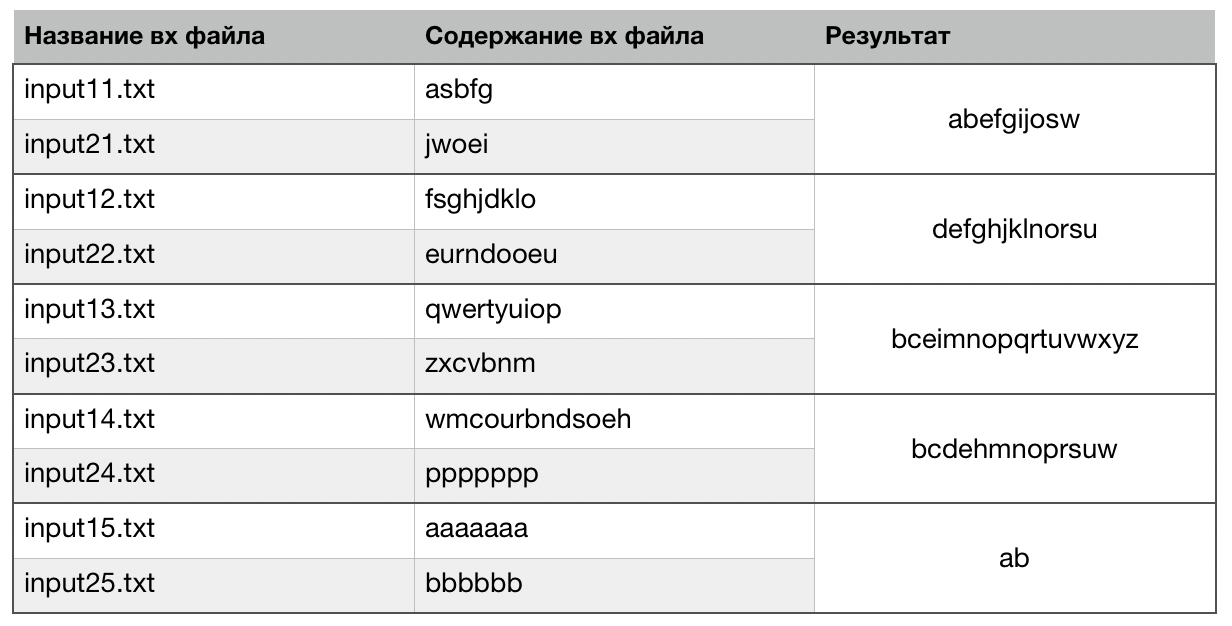 Название вх файла Содержание вх файла Результат
input11.txt asbfg
abefgijosw
input21.txt jwoei
input12.txt fsghjdklo
defghjklnorsu
input22.txt eurndooeu
input13.txt qwertyuiop
bceimnopqrtuvwxyz
input23.txt zxcvbnm
input14.txt wmcourbndsoeh
bcdehmnoprsuw
input24.txt ppppppp
input15.txt aaaaaaa
ab
input25.txt bbbbbb